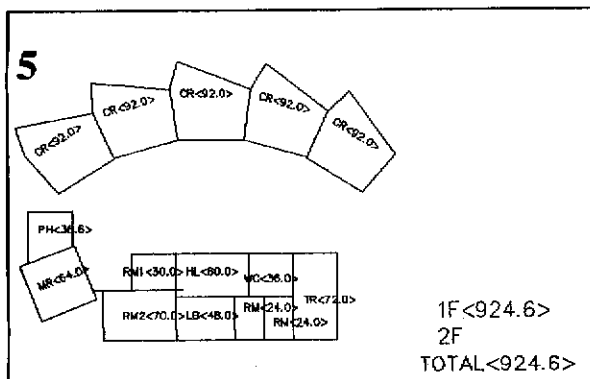 5
CR<92.0>
CR<92.0>
CR<92.0>
CR<92.0>
CR<92.0>
PH<36.6>
MR<64.0>
RM1<30.0>
HL<60.0>
WC<36.0>
TR<72.0>
RM2<70.0>
LB<48.0>
RM<24.0>
RM<24.0>
1F<924.6>
2F
TOTAL<924.6>